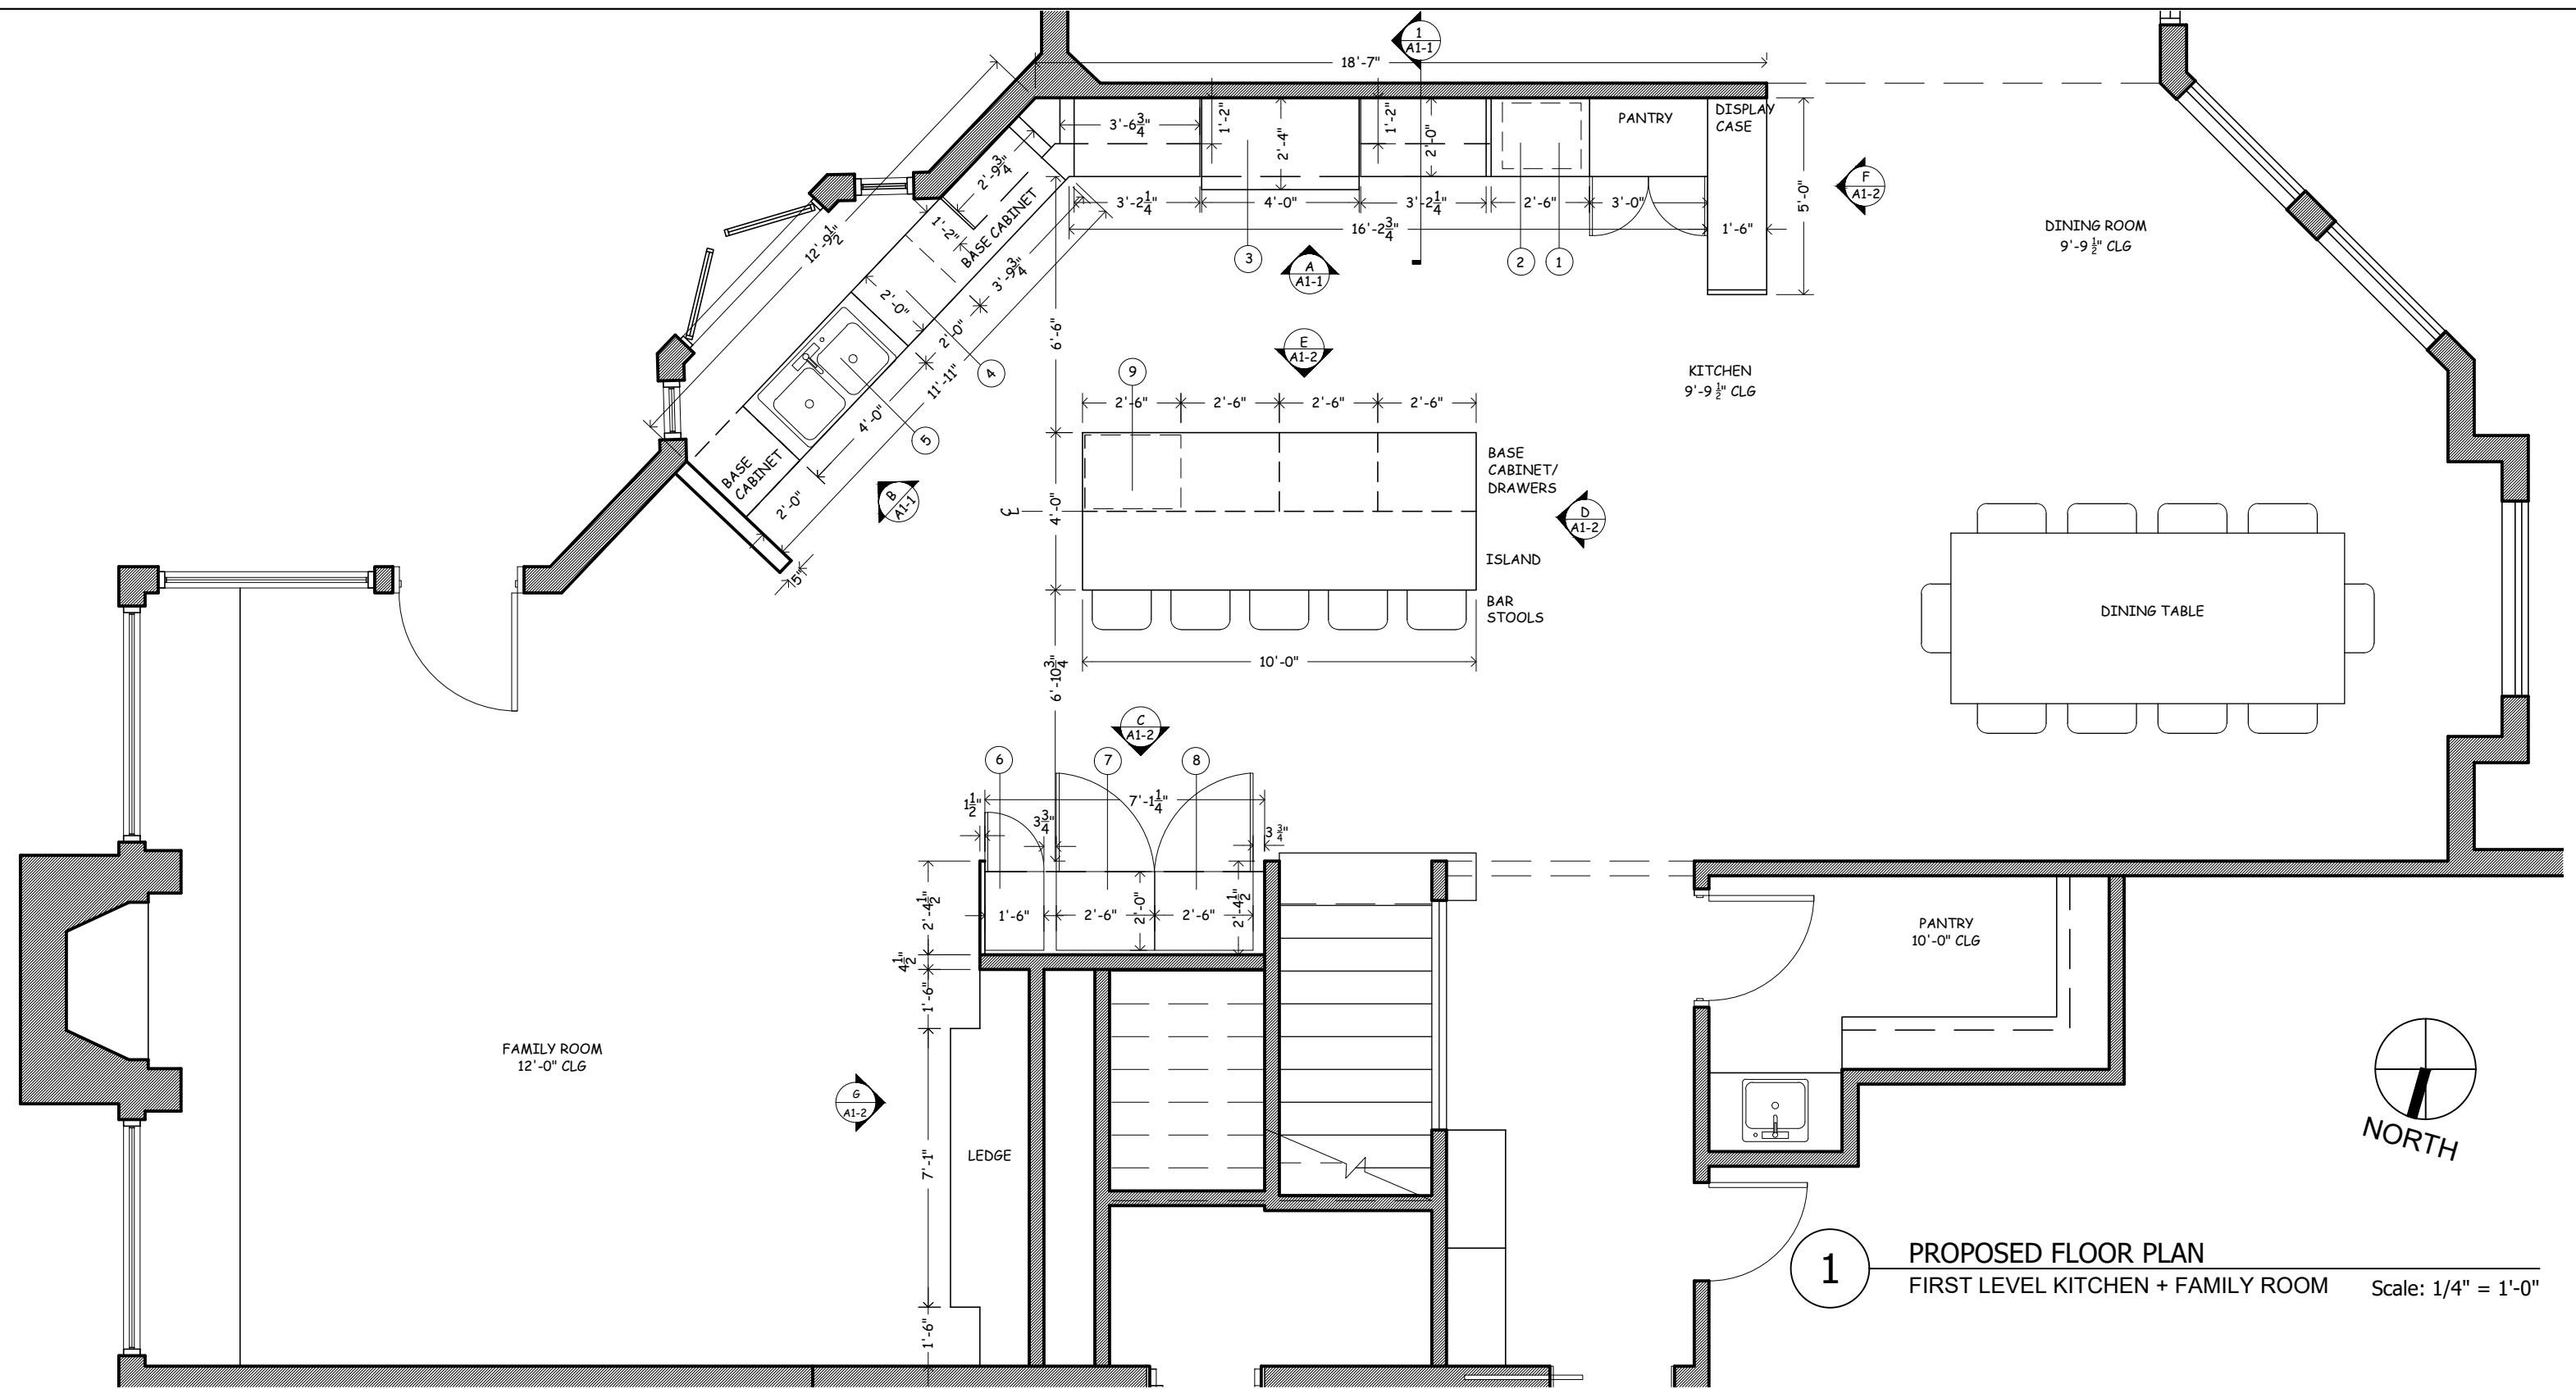 1
A1-1
18'-7"
3'-6 3/4"
1'-2"
2'-4"
1'-2"
2'-0"
PANTRY
DISPLAY
CASE
F
A1-2
5'-0"
3'-2 1/4"
4'-0"
3'-2 1/4"
2'-6"
3'-0"
16'-2 3/4"
1'-6"
3
A
A1-1
2
1
DINING ROOM
9'-9 1/2" CLG
12'-9 1/2"
2'-9 3/4"
1'-2"
BASE CABINET
3'-9 3/4"
2'-0"
2'-0"
11'-11"
4
4'-0"
5
BASE
CABINET
2'-0"
5"
B
A1-1
6'-6"
E
A1-2
9
KITCHEN
9'-9 1/2" CLG
2'-6"
2'-6"
2'-6"
2'-6"
BASE
CABINET/
DRAWERS
4'-0"
D
A1-2
ISLAND
BAR
STOOLS
10'-0"
6'-10 3/4"
DINING TABLE
C
A1-2
6
7
8
1 1/2"
7'-1 1/4"
3 3/4"
3 3/4"
2'-4 1/2"
1'-6"
2'-6"
2'-0"
2'-6"
2'-4 1/2"
4 1/2"
1'-6"
PANTRY
10'-0" CLG
FAMILY ROOM
12'-0" CLG
G
A1-2
7'-1"
LEDGE
1'-6"
NORTH
1
PROPOSED FLOOR PLAN
FIRST LEVEL KITCHEN + FAMILY ROOM
Scale: 1/4" = 1'-0"